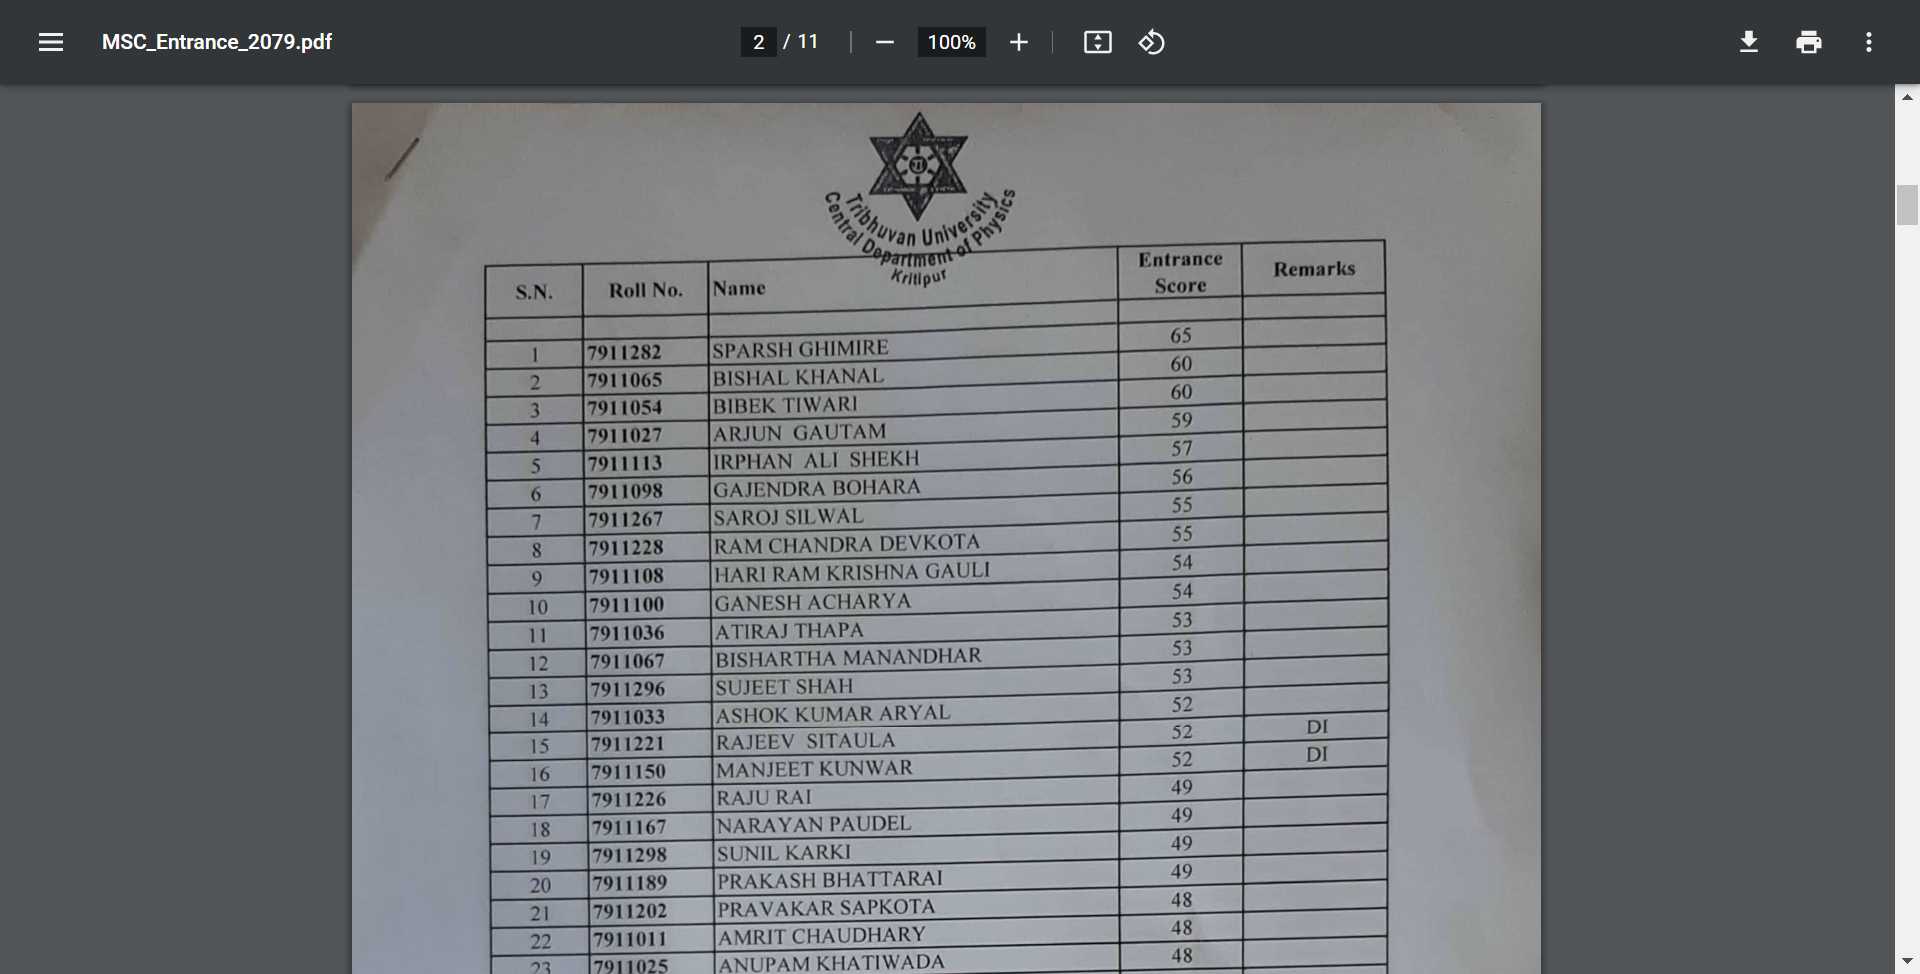 MSC_Entrance_2079.pdf
2 / 11
100%
Tribhuvan University
Central Department of Physics
Kritipur
S.N. Roll No. Name Entrance Score Remarks
1 7911282 SPARSH GHIMIRE 65
2 7911065 BISHAL KHANAL 60
3 7911054 BIBEK TIWARI 60
4 7911027 ARJUN GAUTAM 59
5 7911113 IRPHAN ALI SHEKH 57
6 7911098 GAJENDRA BOHARA 56
7 7911267 SAROJ SILWAL 55
8 7911228 RAM CHANDRA DEVKOTA 55
9 7911108 HARI RAM KRISHNA GAULI 54
10 7911100 GANESH ACHARYA 54
11 7911036 ATIRAJ THAPA 53
12 7911067 BISHARTHA MANANDHAR 53
13 7911296 SUJEET SHAH 53
14 7911033 ASHOK KUMAR ARYAL 52
15 7911221 RAJEEV SITAULA 52 DI
16 7911150 MANJEET KUNWAR 52 DI
17 7911226 RAJU RAI 49
18 7911167 NARAYAN PAUDEL 49
19 7911298 SUNIL KARKI 49
20 7911189 PRAKASH BHATTARAI 49
21 7911202 PRAVAKAR SAPKOTA 48
22 7911011 AMRIT CHAUDHARY 48
23 7911025 ANUPAM KHATIWADA 48